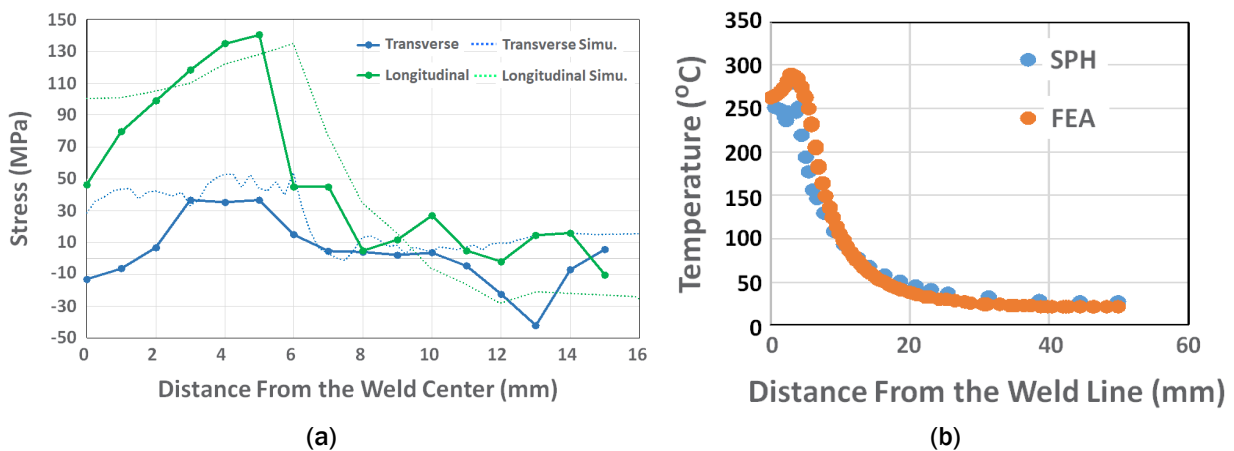 150
130
110
90
70
50
30
10
-10
-30
-50
Stress (MPa)
Transverse
Transverse Simu.
Longitudinal
Longitudinal Simu.
0 2 4 6 8 10 12 14 16
Distance From the Weld Center (mm)
(a)
350
300
250
200
150
100
50
0
Temperature (⁰C)
SPH
FEA
0 20 40 60
Distance From the Weld Line (mm)
(b)